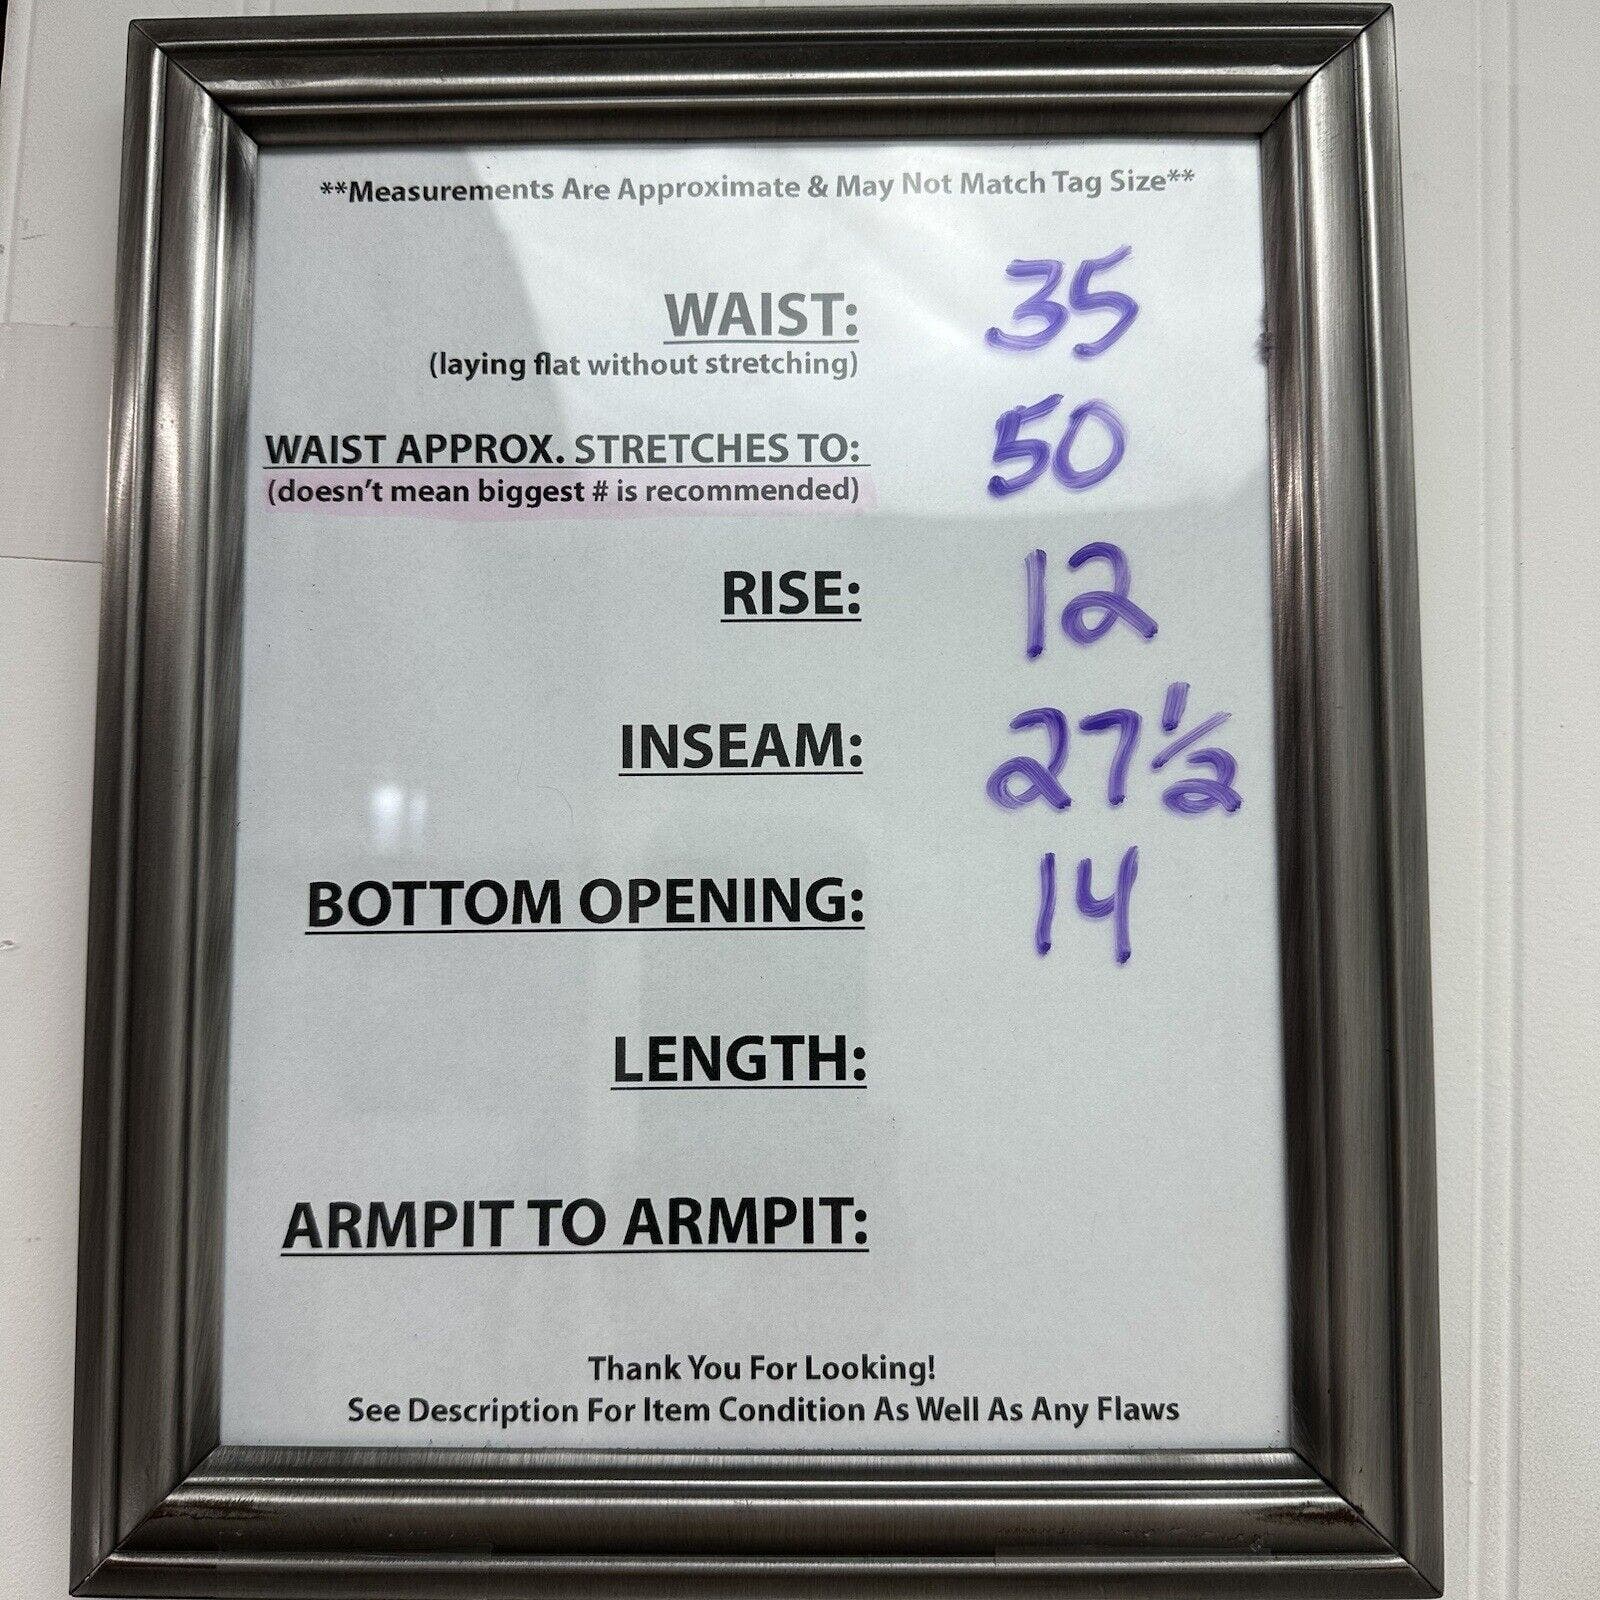 **Measurements Are Approximate & May Not Match Tag Size**
WAIST: 35
(laying flat without stretching)
WAIST APPROX. STRETCHES TO: 50
(doesn't mean biggest # is recommended)
RISE: 12
INSEAM: 27 1/2
BOTTOM OPENING: 14
LENGTH:
ARMPIT TO ARMPIT:
Thank You For Looking!
See Description For Item Condition As Well As Any Flaws